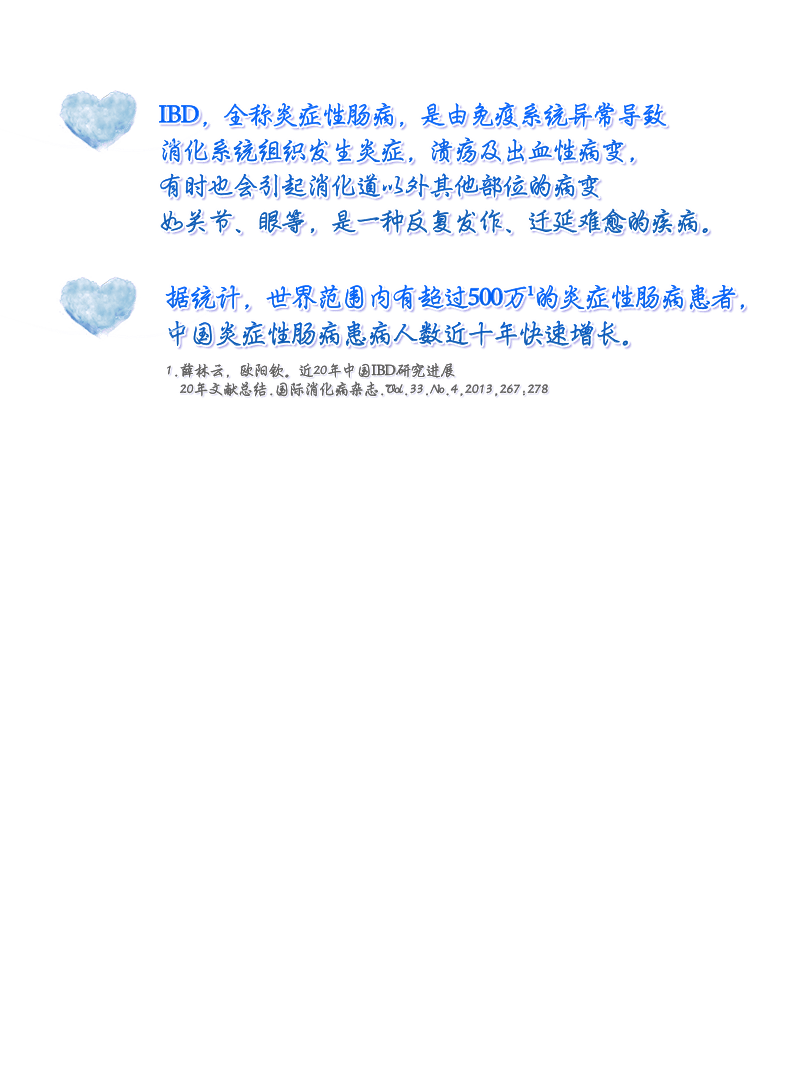 IBD，全称炎症性肠病，是由免疫系统异常导致
消化系统组织发生炎症，溃疡及出血性病变，
有时也会引起消化道以外其他部位的病变
如关节、眼等，是一种反复发作、迁延难愈的疾病。
据统计，世界范围内有超过500万¹的炎症性肠病患者，
中国炎症性肠病患病人数近十年快速增长。
1.薛林云，欧阳钦。近20年中国IBD研究进展
20年文献总结.国际消化病杂志.Vol.33.No.4,2013,267:278